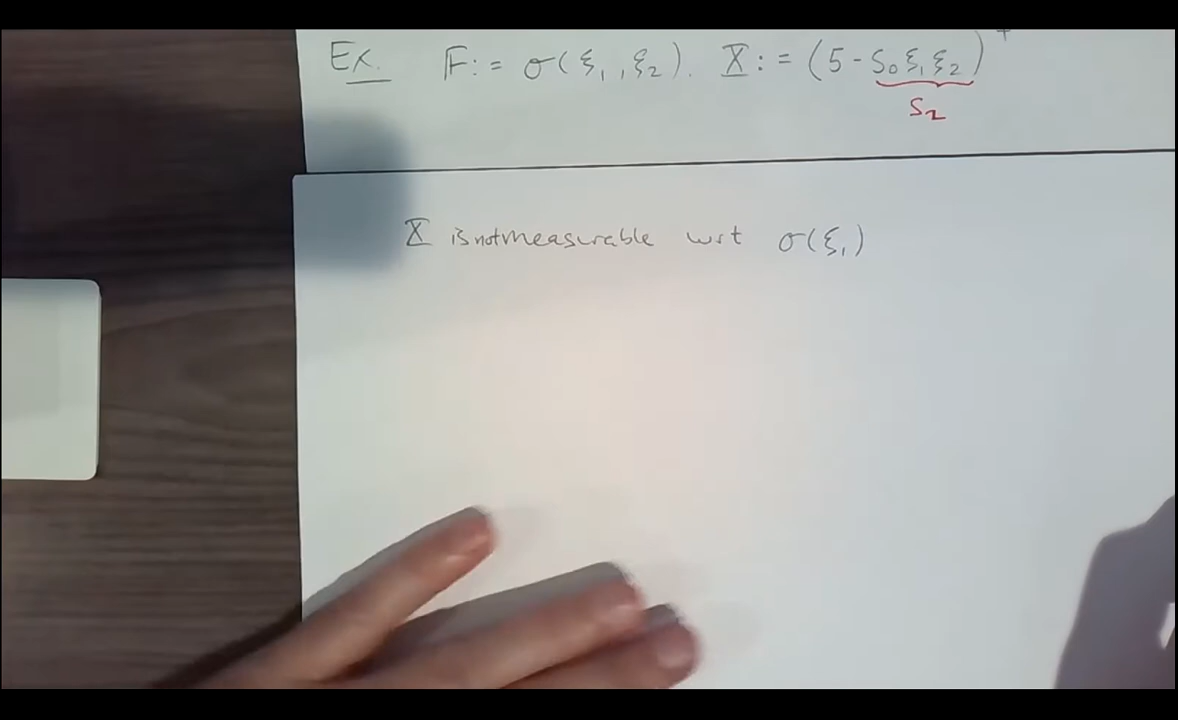 Ex. F := σ(ξ₁, ξ₂). X := (5 - S₀ξ₁ξ₂)⁺
S₂
X is not measurable wrt σ(ξ₁)